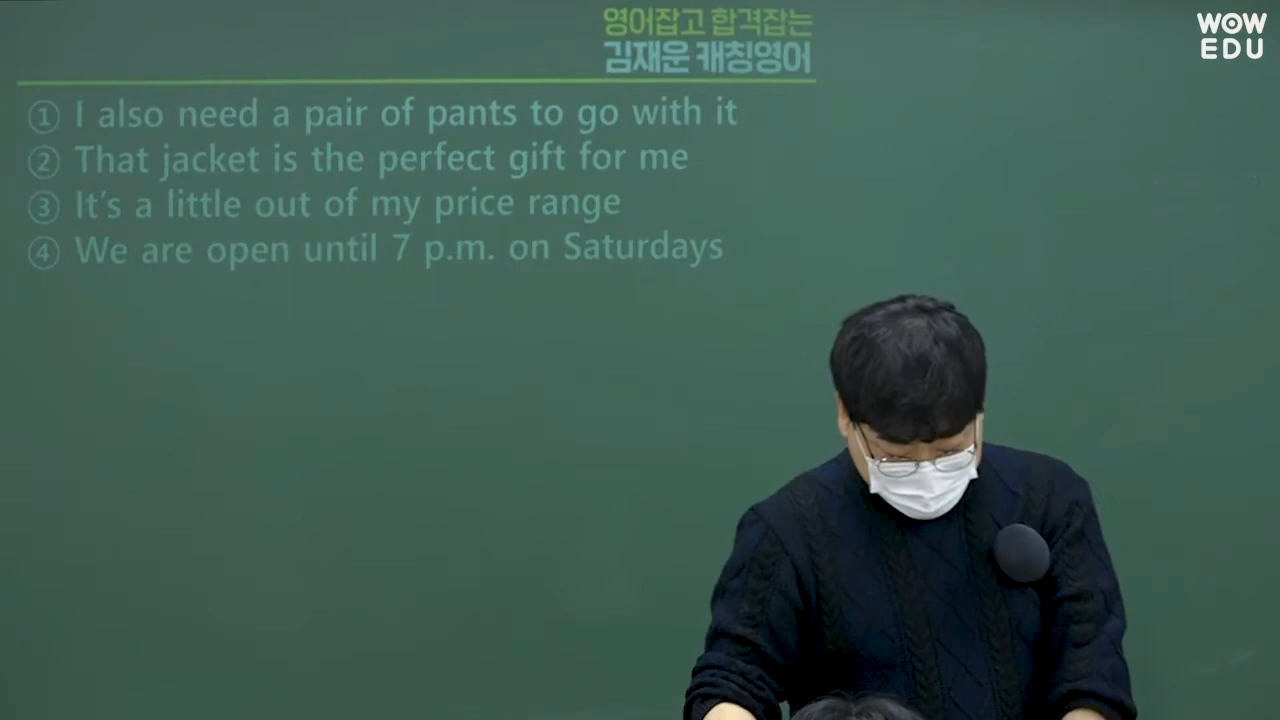 영어잡고 합격잡는
김재운 캐칭영어
WOW
EDU
① I also need a pair of pants to go with it
② That jacket is the perfect gift for me
③ It's a little out of my price range
④ We are open until 7 p.m. on Saturdays